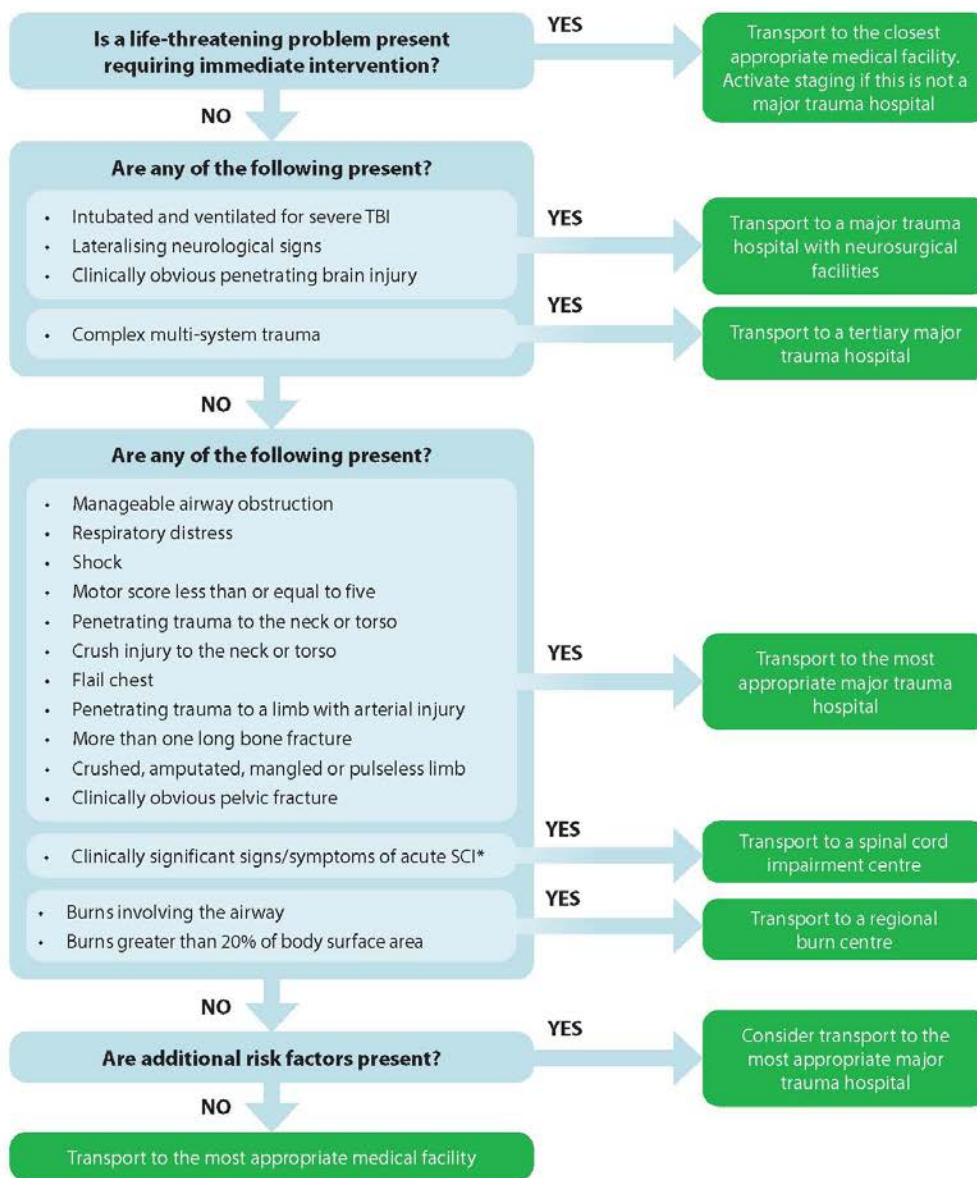 Is a life-threatening problem present
requiring immediate intervention?
YES
Transport to the closest
appropriate medical facility.
Activate staging if this is not a
major trauma hospital
NO
Are any of the following present?
• Intubated and ventilated for severe TBI
• Lateralising neurological signs
• Clinically obvious penetrating brain injury
YES
Transport to a major trauma
hospital with neurosurgical
facilities
• Complex multi-system trauma
YES
Transport to a tertiary major
trauma hospital
NO
Are any of the following present?
• Manageable airway obstruction
• Respiratory distress
• Shock
• Motor score less than or equal to five
• Penetrating trauma to the neck or torso
• Crush injury to the neck or torso
• Flail chest
• Penetrating trauma to a limb with arterial injury
• More than one long bone fracture
• Crushed, amputated, mangled or pulseless limb
• Clinically obvious pelvic fracture
YES
Transport to the most
appropriate major trauma
hospital
• Clinically significant signs/symptoms of acute SCI*
YES
Transport to a spinal cord
impairment centre
• Burns involving the airway
• Burns greater than 20% of body surface area
YES
Transport to a regional
burn centre
NO
Are additional risk factors present?
YES
Consider transport to the
most appropriate major
trauma hospital
NO
Transport to the most appropriate medical facility